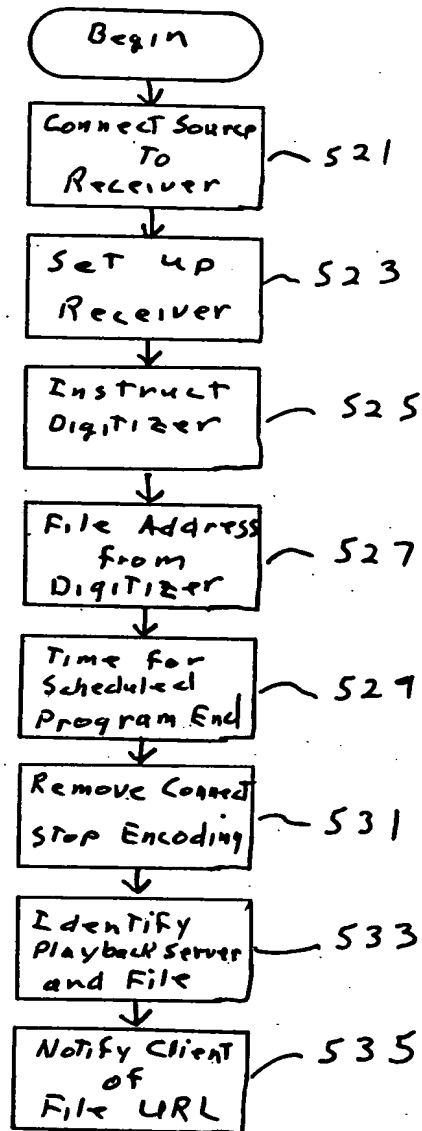 Begin
Connect Source
To
Receiver
521
Set up
Receiver
523
Instruct
Digitizer
525
File Address
from
Digitizer
527
Time for
Scheduled
Program End
529
Remove Connect
Stop Encoding
531
Identify
Playback Server
and File
533
Notify Client
of
File URL
535